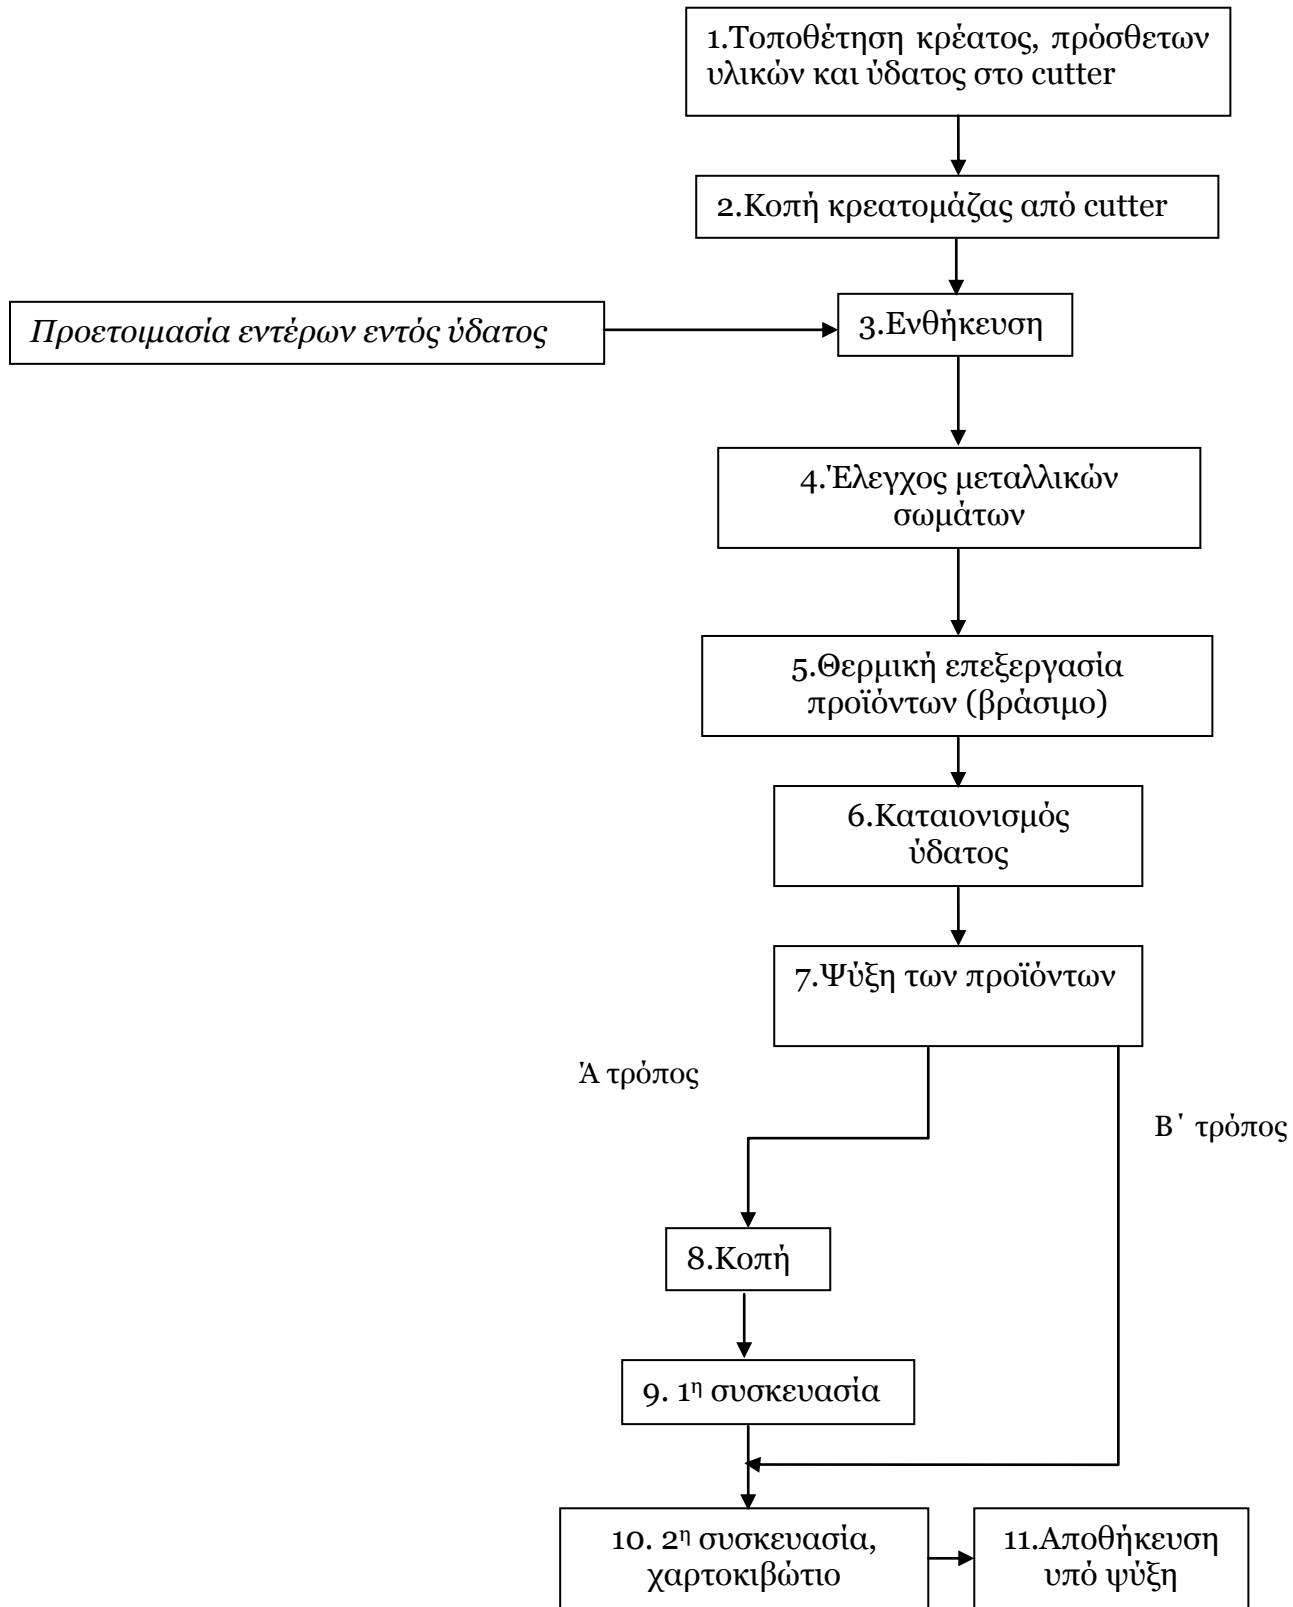 1.Τοποθέτηση κρέατος, πρόσθετων
υλικών και ύδατος στο cutter
2.Κοπή κρεατομάζας από cutter
Προετοιμασία εντέρων εντός ύδατος
3.Ενθήκευση
4.Έλεγχος μεταλλικών
σωμάτων
5.Θερμική επεξεργασία
προϊόντων (βράσιμο)
6.Καταιονισμός
ύδατος
7.Ψύξη των προϊόντων
Ά τρόπος
Β΄ τρόπος
8.Κοπή
9. 1η συσκευασία
10. 2η συσκευασία,
χαρτοκιβώτιο
11.Αποθήκευση
υπό ψύξη